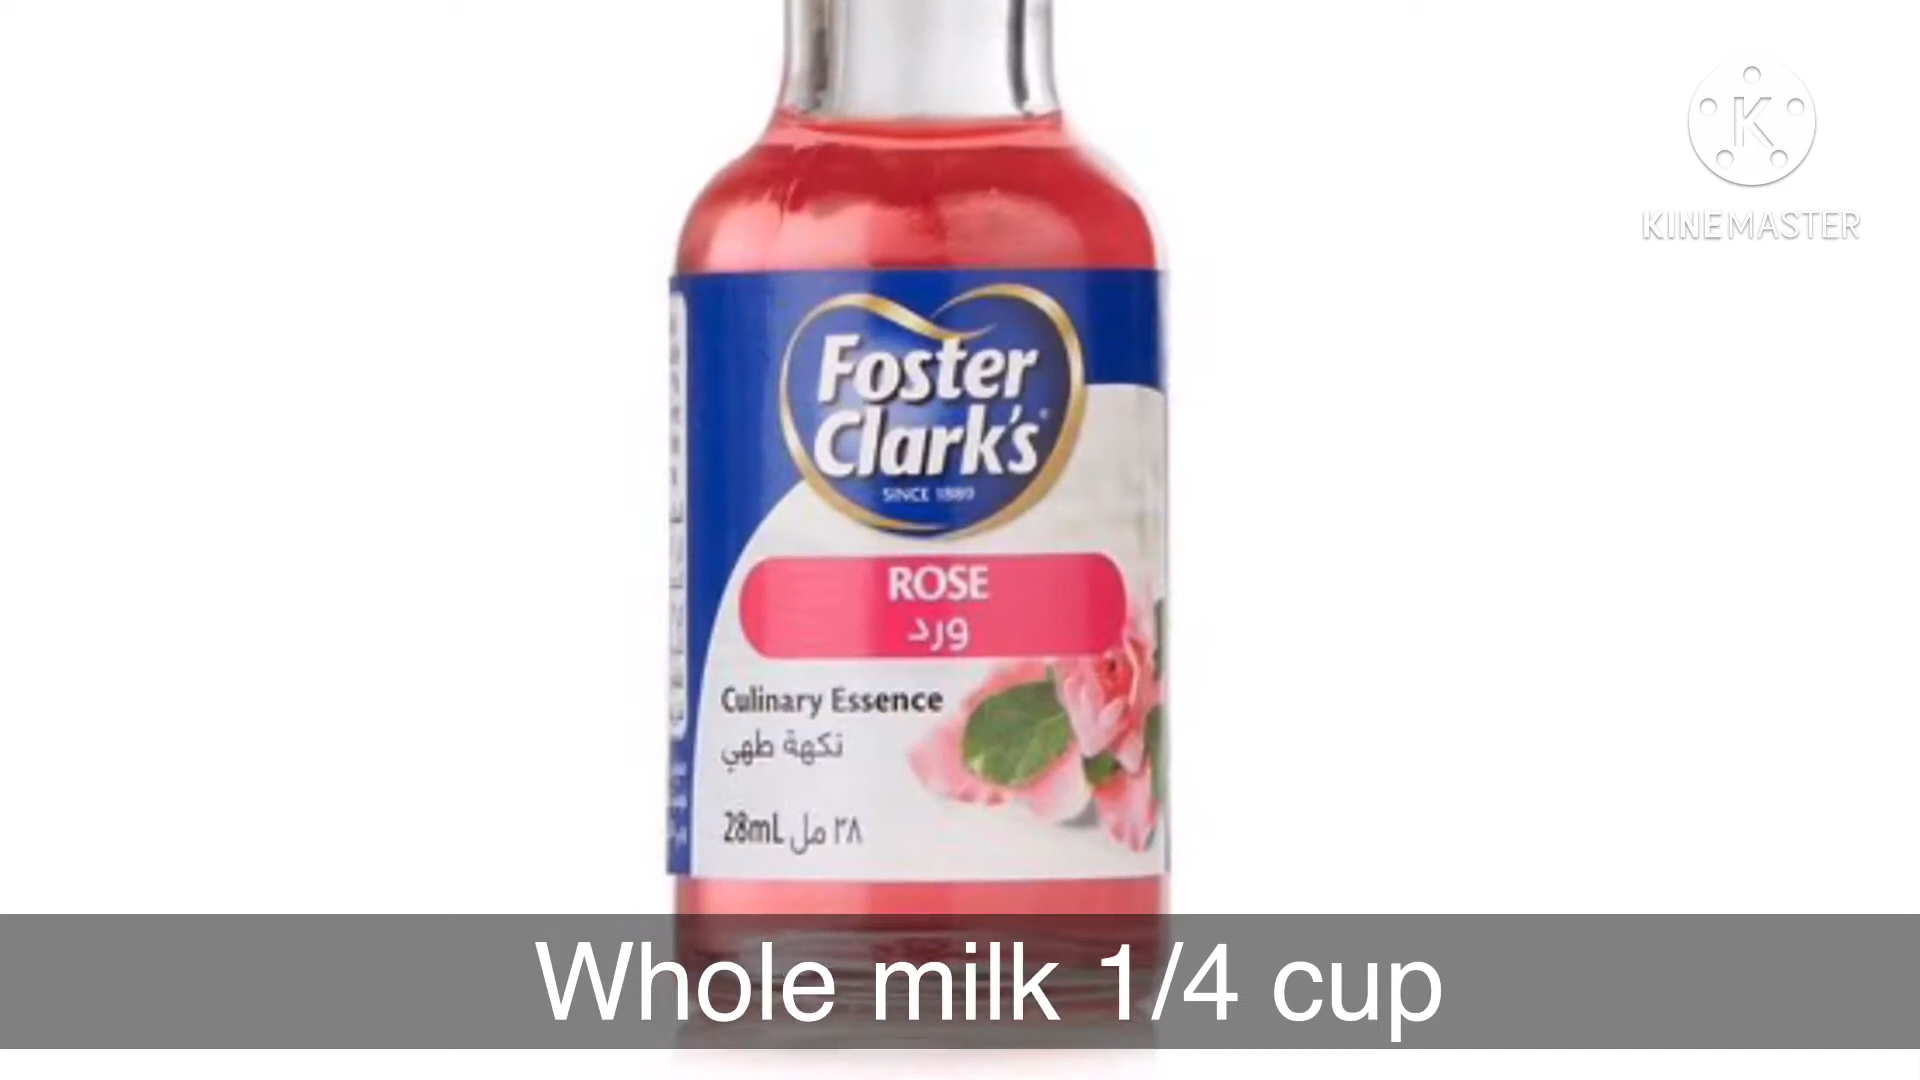 K
KINEMASTER
Foster
Clark's
SINCE 1889
ROSE
ورد
Culinary Essence
نكهة طهي
28mL ٢٨ مل
Whole milk 1/4 cup